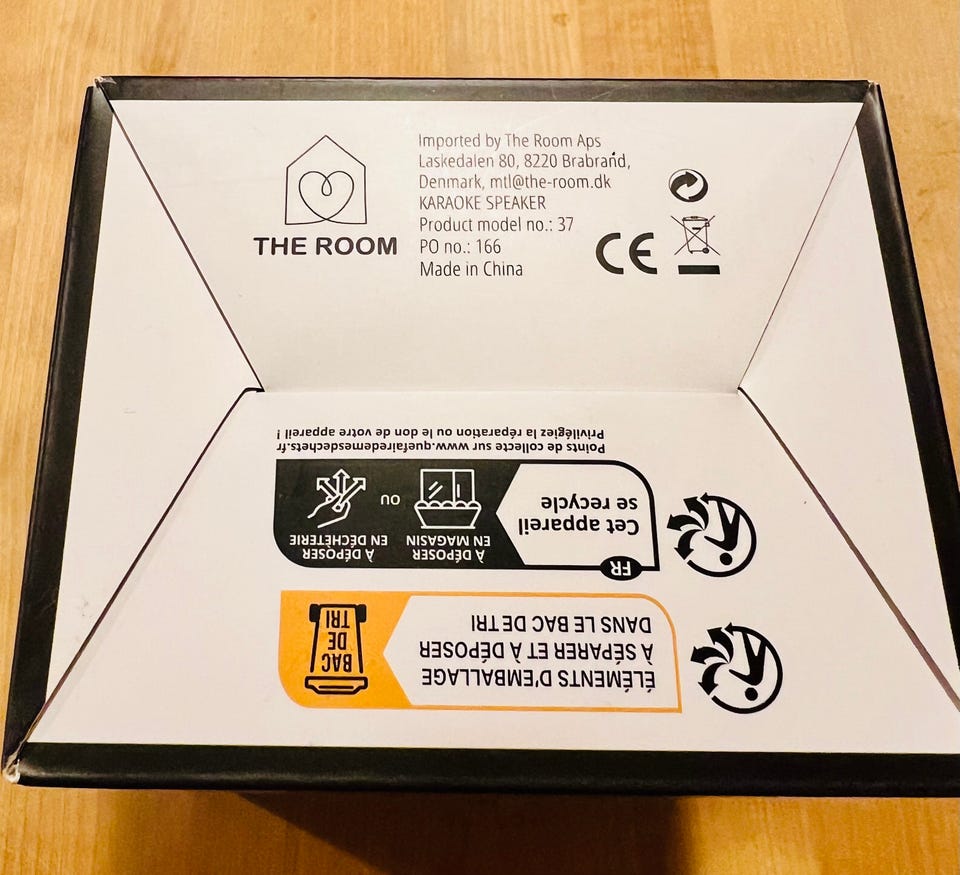 THE ROOM
Imported by The Room Aps
Laskedalen 80, 8220 Brabrand,
Denmark, mtl@the-room.dk
KARAOKE SPEAKER
Product model no.: 37
PO no.: 166
Made in China
CE
ÉLÉMENTS D'EMBALLAGE
À SÉPARER ET À DÉPOSER
DANS LE BAC DE TRI
BAC
DE
TRI
FR
Cet appareil
se recycle
À DÉPOSER
EN MAGASIN
OU
À DÉPOSER
EN DÉCHÈTERIE
Points de collecte sur www.quefairedemesdechets.fr
Privilégiez la réparation ou le don de votre appareil !